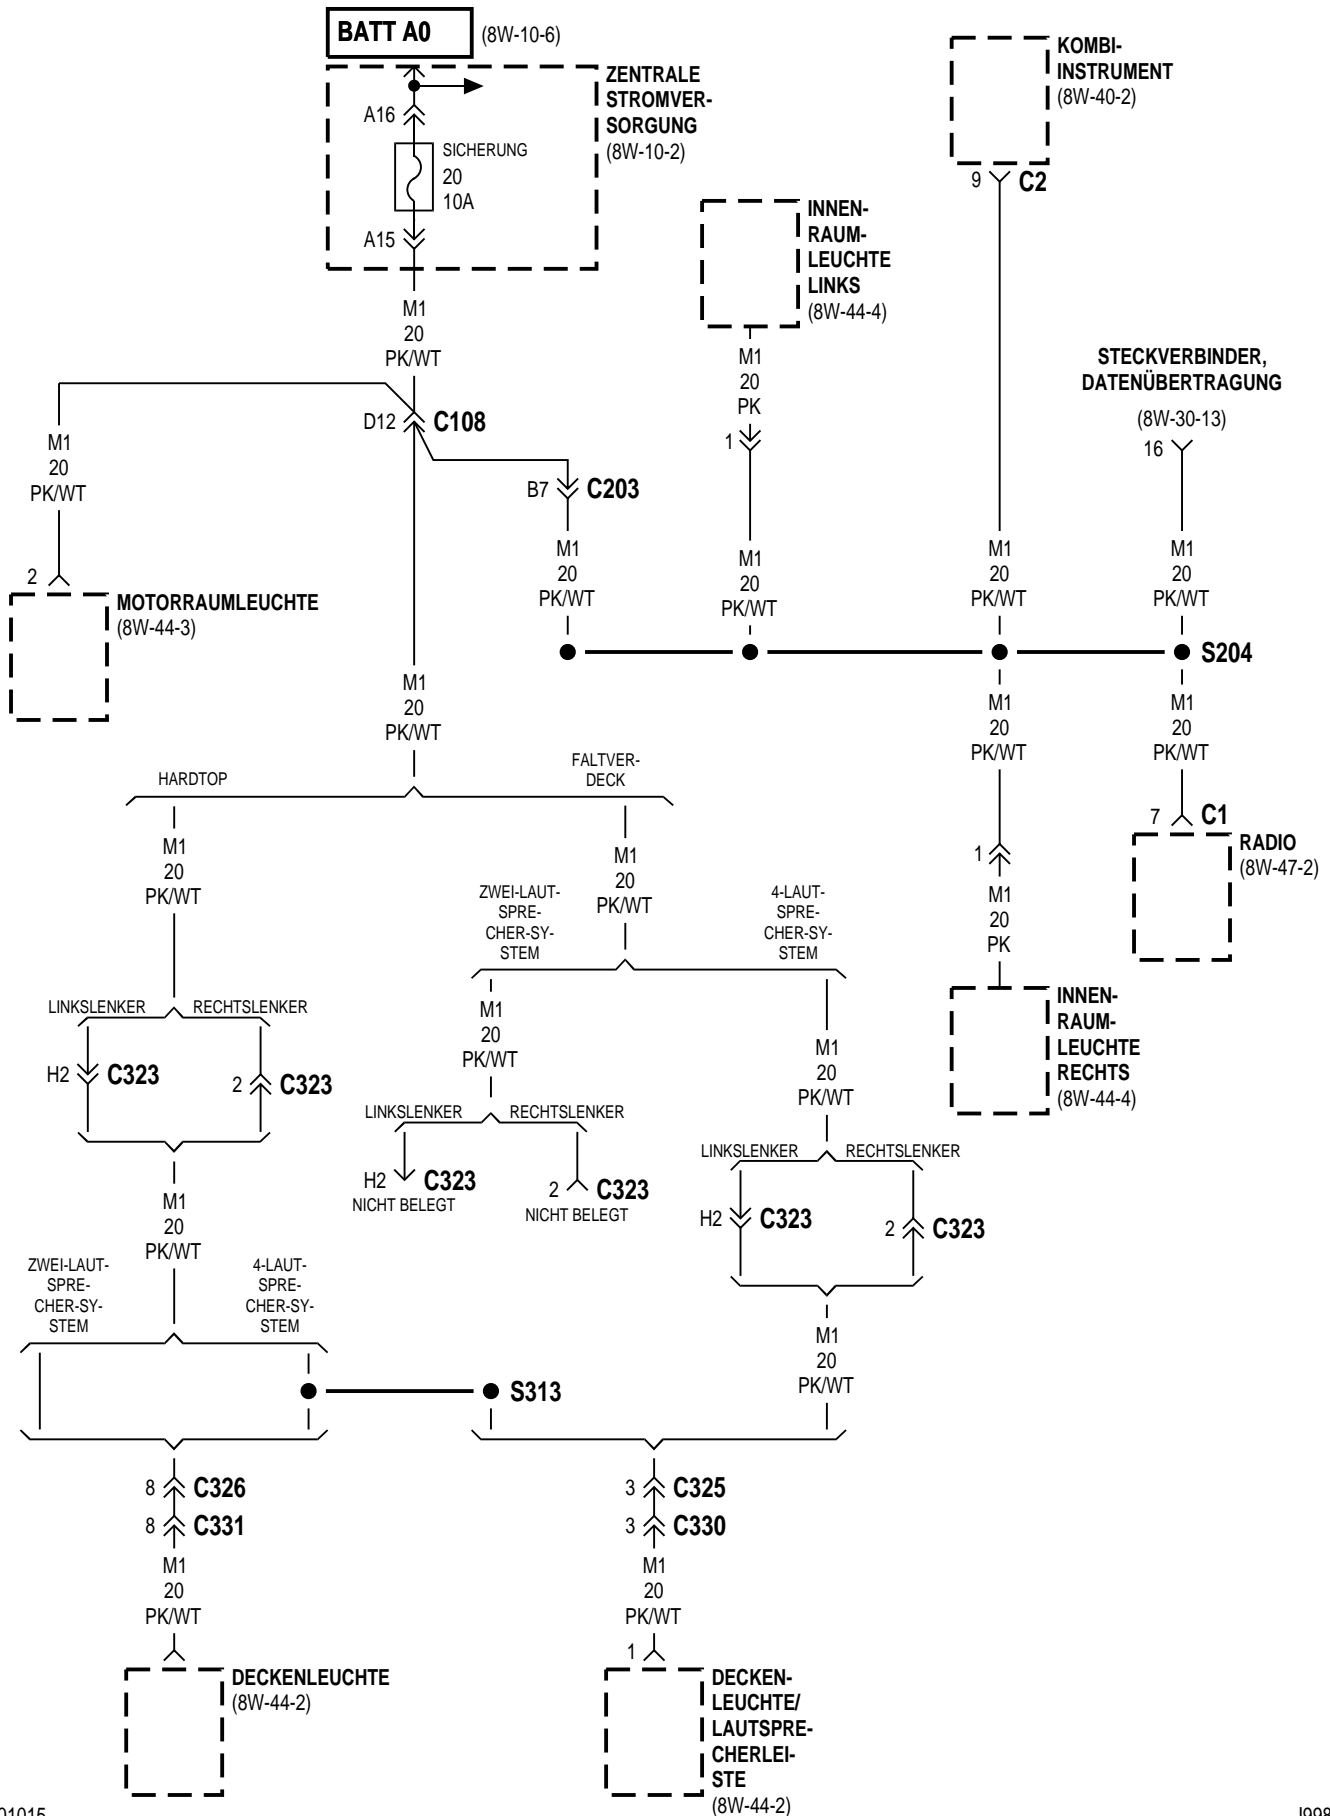 BATT A0
(8W-10-6)
ZENTRALE
STROMVER-
SORGUNG
(8W-10-2)
A16
SICHERUNG
20
10A
A15
M1
20
PK/WT
KOMBI-
INSTRUMENT
(8W-40-2)
9
C2
INNEN-
RAUM-
LEUCHTE
LINKS
(8W-44-4)
M1
20
PK
1
STECKVERBINDER,
DATENÜBERTRAGUNG
(8W-30-13)
16
D12
C108
M1
20
PK/WT
B7
C203
M1
20
PK/WT
M1
20
PK/WT
M1
20
PK/WT
M1
20
PK/WT
2
MOTORRAUMLEUCHTE
(8W-44-3)
S204
M1
20
PK/WT
M1
20
PK/WT
M1
20
PK/WT
HARDTOP
FALTVER-
DECK
7
C1
RADIO
(8W-47-2)
M1
20
PK/WT
M1
20
PK/WT
1
M1
20
PK
ZWEI-LAUT-
SPRE-
CHER-SY-
STEM
4-LAUT-
SPRE-
CHER-SY-
STEM
INNEN-
RAUM-
LEUCHTE
RECHTS
(8W-44-4)
LINKSLENKER
RECHTSLENKER
M1
20
PK/WT
M1
20
PK/WT
H2
C323
2
C323
LINKSLENKER
RECHTSLENKER
LINKSLENKER
RECHTSLENKER
H2
C323
NICHT BELEGT
2
C323
NICHT BELEGT
M1
20
PK/WT
H2
C323
2
C323
ZWEI-LAUT-
SPRE-
CHER-SY-
STEM
4-LAUT-
SPRE-
CHER-SY-
STEM
M1
20
PK/WT
S313
8
C326
3
C325
8
C331
3
C330
M1
20
PK/WT
M1
20
PK/WT
1
DECKENLEUCHTE
(8W-44-2)
DECKEN-
LEUCHTE/
LAUTSPRE-
CHERLEI-
STE
(8W-44-2)